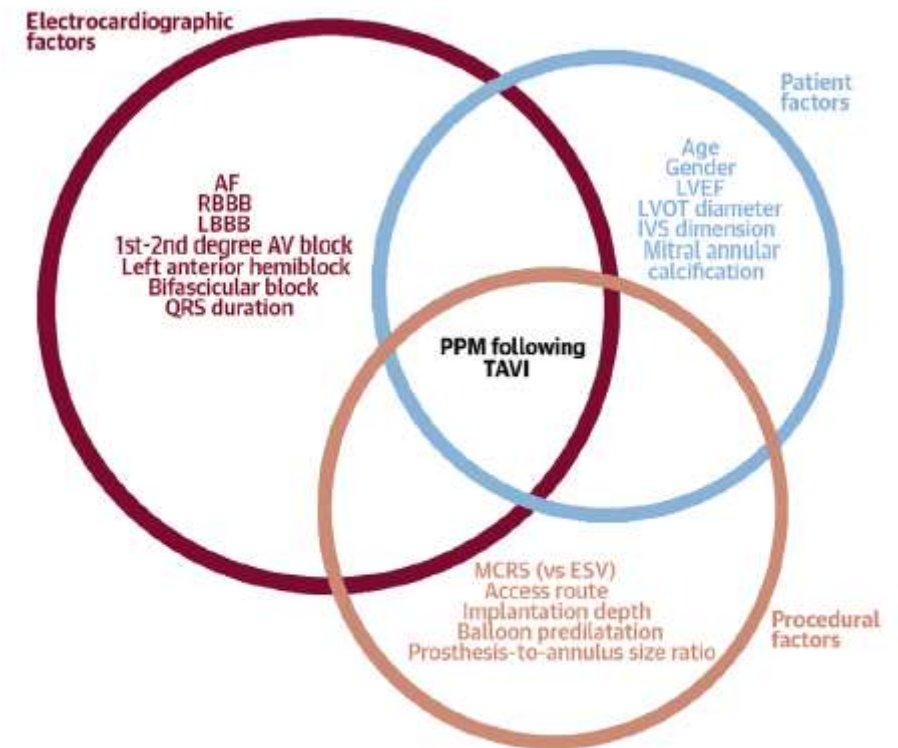 Electrocardiographic
factors
AF
RBBB
LBBB
1st-2nd degree AV block
Left anterior hemiblock
Bifascicular block
QRS duration
Patient
factors
Age
Gender
LVEF
LVOT diameter
IVS dimension
Mitral annular
calcification
PPM following
TAVI
MCRS (vs ESV)
Access route
Implantation depth
Balloon predilatation
Prosthesis-to-annulus size ratio
Procedural
factors